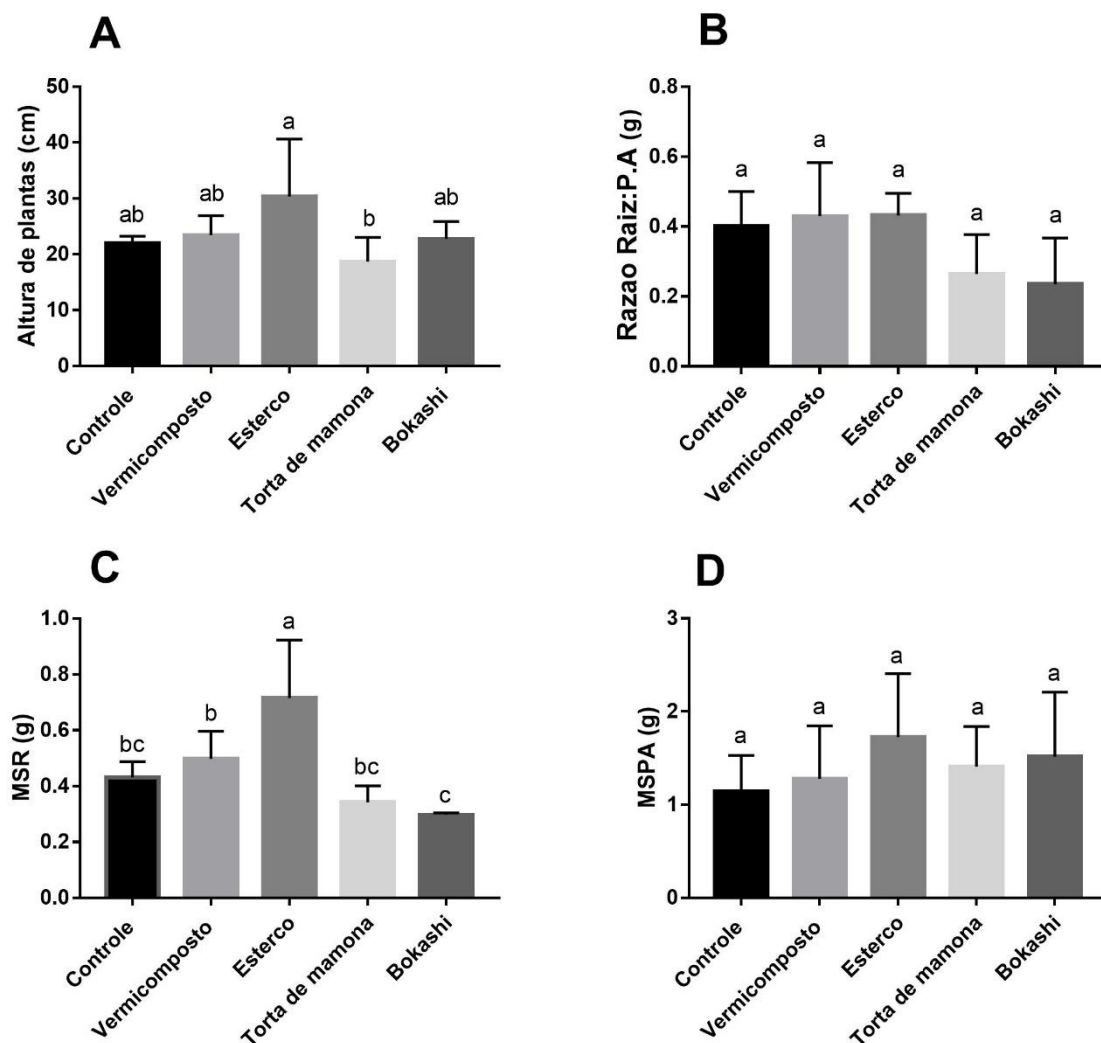 A
Altura de plantas (cm)
50
40
30
20
10
0
ab
ab
a
b
ab
Controle
Vermicomposto
Esterco
Torta de mamona
Bokashi
B
Razao Raiz:P.A (g)
0.8
0.6
0.4
0.2
0.0
a
a
a
a
a
Controle
Vermicomposto
Esterco
Torta de mamona
Bokashi
C
MSR (g)
1.0
0.8
0.6
0.4
0.2
0.0
bc
b
a
bc
c
Controle
Vermicomposto
Esterco
Torta de mamona
Bokashi
D
MSPA (g)
3
2
1
0
a
a
a
a
a
Controle
Vermicomposto
Esterco
Torta de mamona
Bokashi